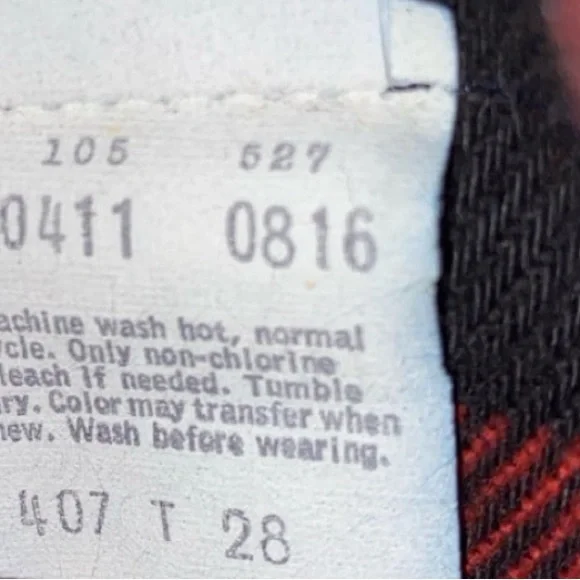 105 527
0411 0816
achine wash hot, normal
ycle. Only non-chlorine
leach if needed. Tumble
ry. Color may transfer when
new. Wash before wearing.
407 T 28